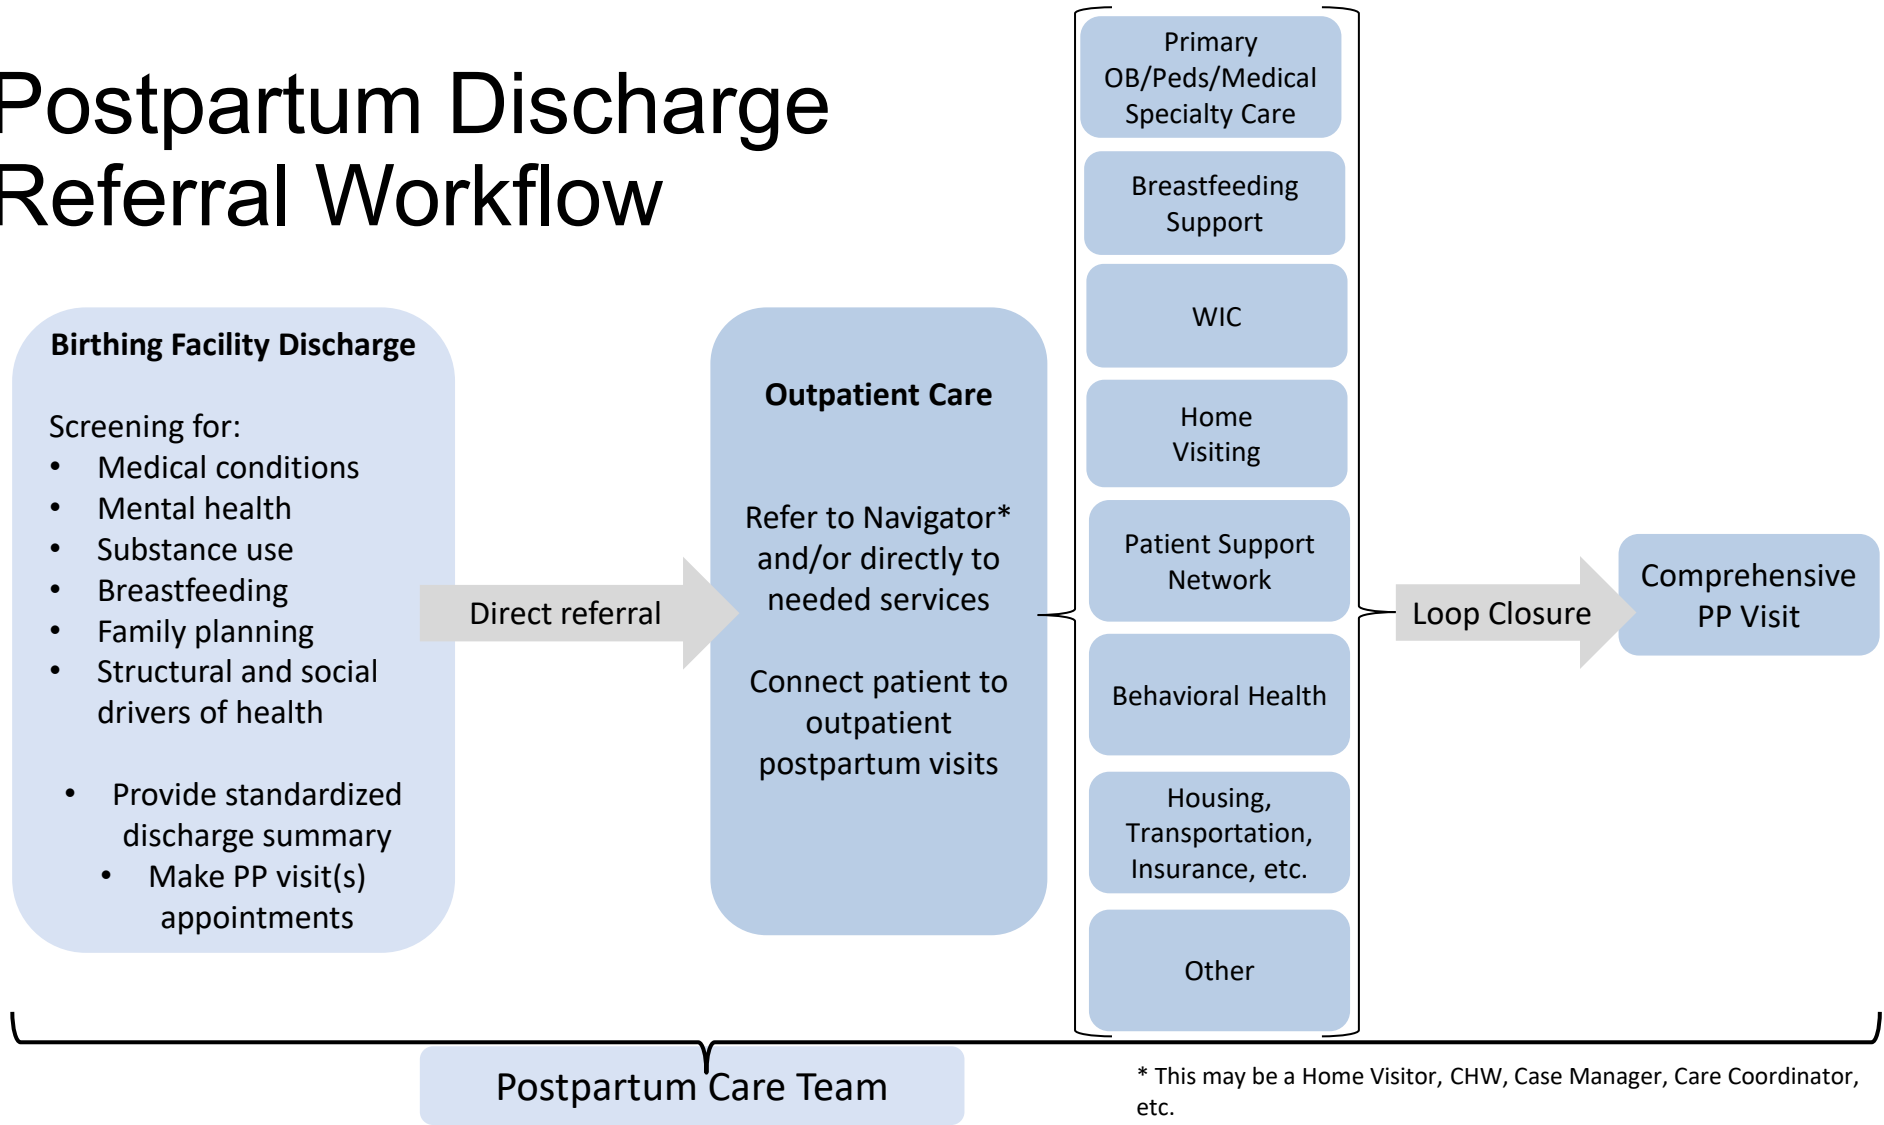 Postpartum Discharge
Referral Workflow
Birthing Facility Discharge
Screening for:
• Medical conditions
• Mental health
• Substance use
• Breastfeeding
• Family planning
• Structural and social
drivers of health
• Provide standardized
discharge summary
• Make PP visit(s)
appointments
Direct referral
Outpatient Care
Refer to Navigator*
and/or directly to
needed services
Connect patient to
outpatient
postpartum visits
Primary
OB/Peds/Medical
Specialty Care
Breastfeeding
Support
WIC
Home
Visiting
Patient Support
Network
Behavioral Health
Housing,
Transportation,
Insurance, etc.
Other
Loop Closure
Comprehensive
PP Visit
Postpartum Care Team
* This may be a Home Visitor, CHW, Case Manager, Care Coordinator,
etc.